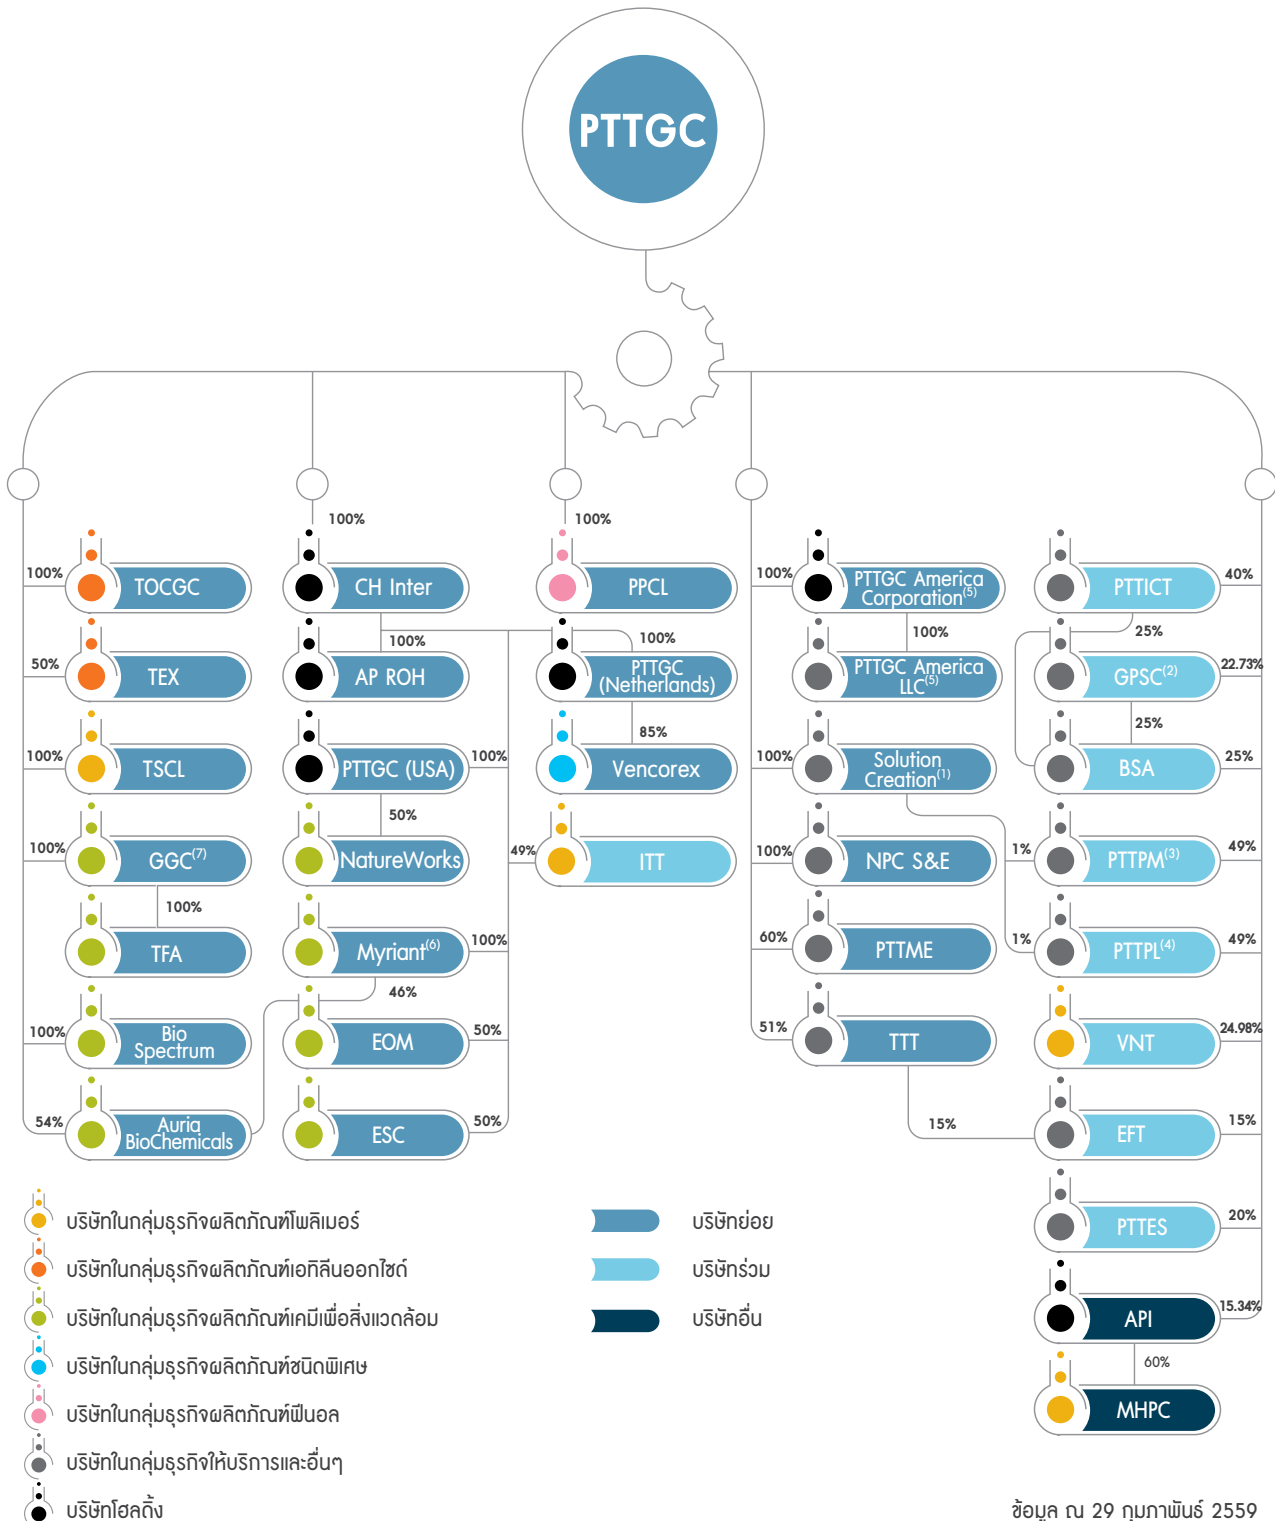 PTTGC
100%
100%
100%
TOCGC
CH Inter
PPCL
100%
PTTGC America
Corporation(5)
PTTICT
40%
100%
100%
100%
25%
50%
TEX
AP ROH
PTTGC
(Netherlands)
PTTGC America
LLC(5)
GPSC(2)
22.73%
85%
25%
100%
TSCL
PTTGC (USA)
100%
Vencorex
100%
Solution
Creation(1)
BSA
25%
50%
100%
GGC(7)
NatureWorks
49%
ITT
100%
NPC S&E
1%
PTTPM(3)
49%
100%
TFA
Myriant(6)
100%
60%
PTTME
1%
PTTPL(4)
49%
46%
100%
Bio
Spectrum
EOM
50%
51%
TTT
VNT
24.98%
54%
Auria
BioChemicals
ESC
50%
15%
EFT
15%
PTTES
20%
API
15.34%
60%
MHPC
บริษัทในกลุ่มธุรกิจผลิตภัณฑ์โพลิเมอร์
บริษัทในกลุ่มธุรกิจผลิตภัณฑ์เอทิลีนออกไซด์
บริษัทในกลุ่มธุรกิจผลิตภัณฑ์เคมีเพื่อสิ่งแวดล้อม
บริษัทในกลุ่มธุรกิจผลิตภัณฑ์ชนิดพิเศษ
บริษัทในกลุ่มธุรกิจผลิตภัณฑ์ฟีนอล
บริษัทในกลุ่มธุรกิจให้บริการและอื่นๆ
บริษัทโฮลดิ้ง
บริษัทย่อย
บริษัทร่วม
บริษัทอื่น
ข้อมูล ณ 29 กุมภาพันธ์ 2559